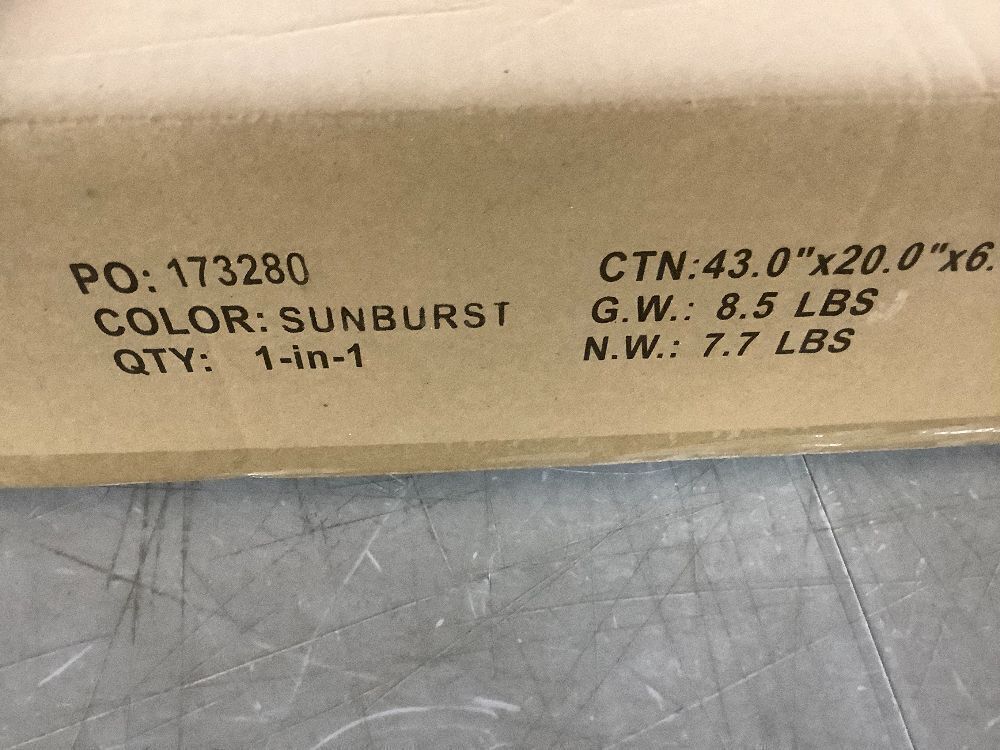 PO: 173280
COLOR: SUNBURST
QTY: 1-in-1
CTN:43.0"x20.0"x6.
G.W.: 8.5 LBS
N.W.: 7.7 LBS